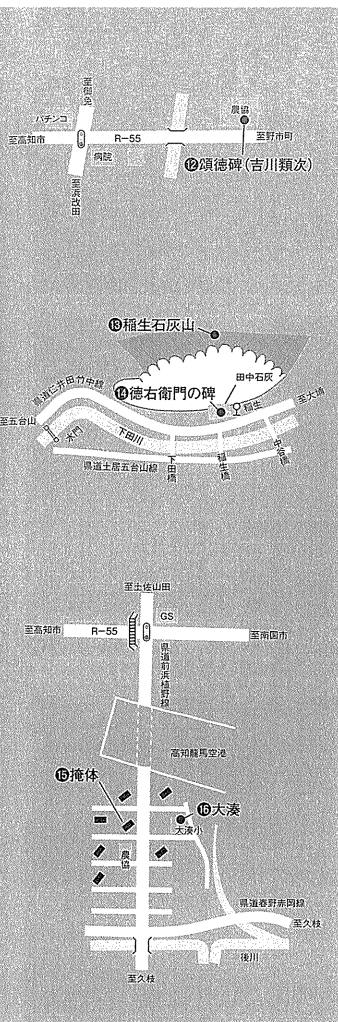 至御免
パチンコ
農協
至高知市
R-55
至野市町
病院
⑫頌徳碑(吉川類次)
至浜改田
⑬稲生石灰山
田中石灰
⑭徳右衛門の碑
稲生
至大埇
県道仁井田竹中線
至五台山
水門
下田川
県道土居五台山線
下田橋
稲生橋
至土佐山田
GS
至高知市
R-55
至南国市
県道前浜植野線
高知龍馬空港
⑮掩体
⑯大湊
大湊小
農協
県道春野赤岡線
至久枝
後川
至久枝